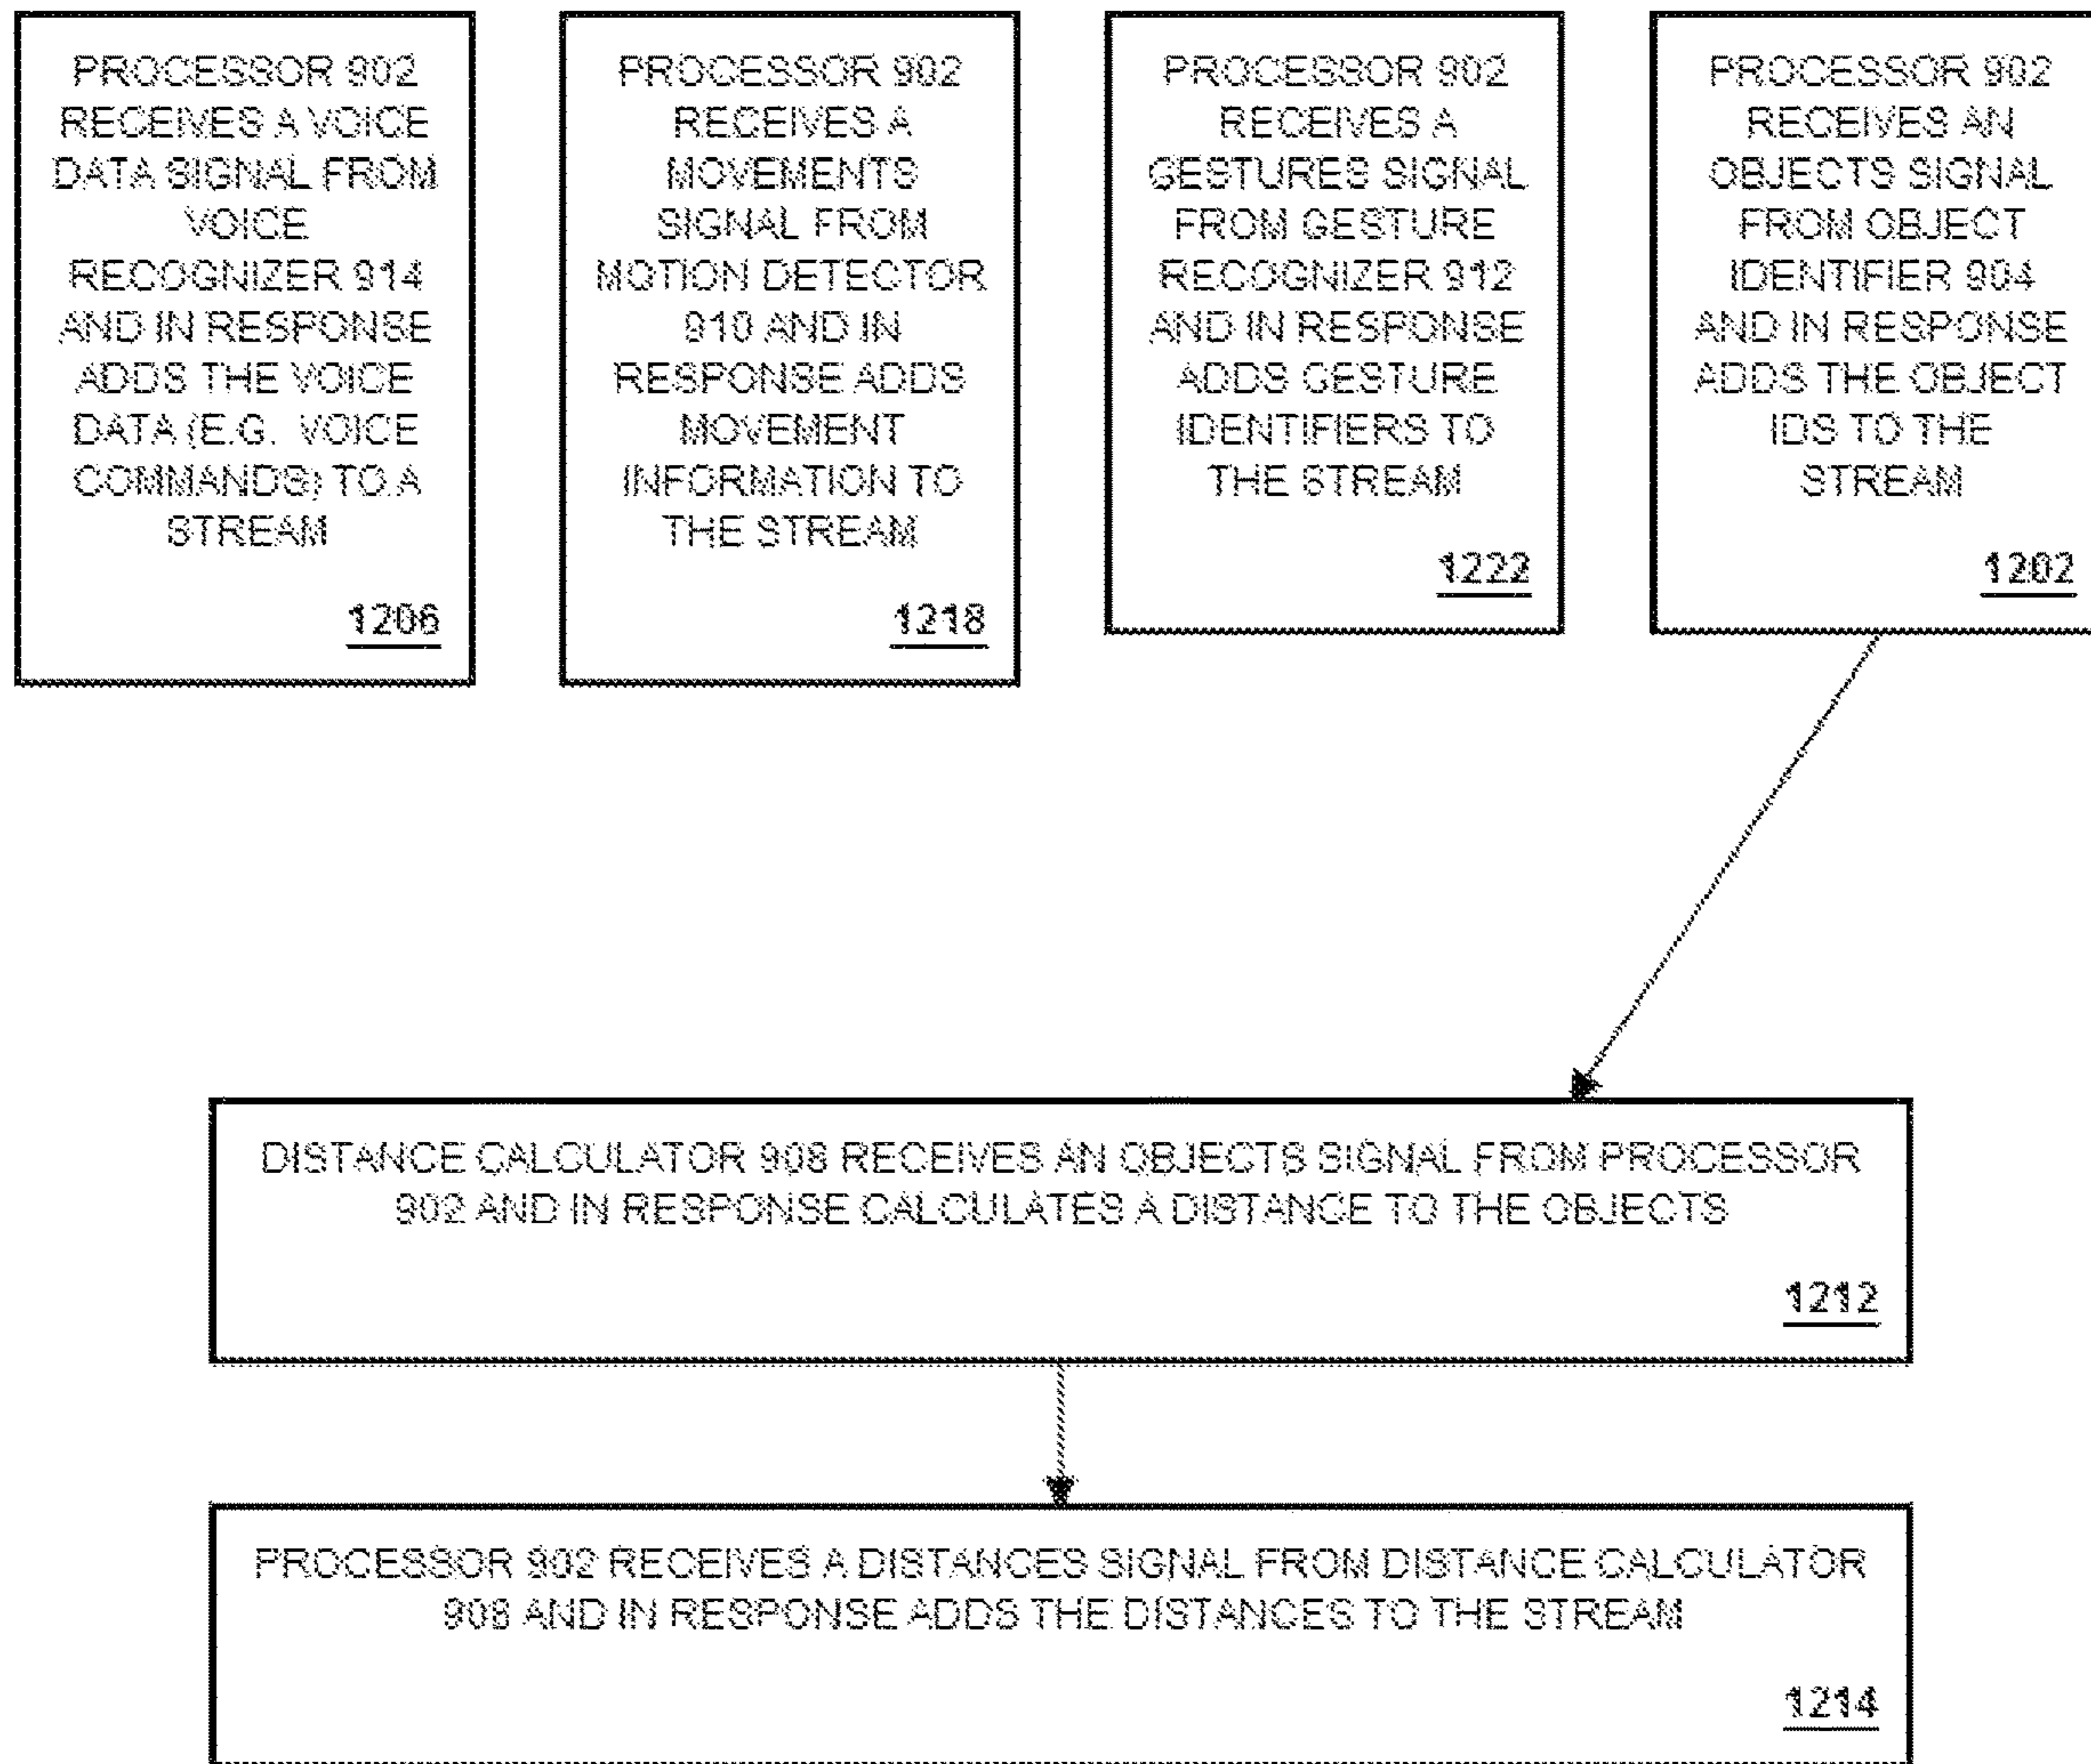 PROCESSOR 902
RECEIVES A VOICE
DATA SIGNAL FROM
VOICE
RECOGNIZER 914
AND IN RESPONSE
ADDS THE VOICE
DATA (E.G. VOICE
COMMANDS) TO A
STREAM
1206
PROCESSOR 902
RECEIVES A
MOVEMENTS
SIGNAL FROM
MOTION DETECTOR
910 AND IN
RESPONSE ADDS
MOVEMENT
INFORMATION TO
THE STREAM
1218
PROCESSOR 902
RECEIVES A
GESTURES SIGNAL
FROM GESTURE
RECOGNIZER 912
AND IN RESPONSE
ADDS GESTURE
IDENTIFIERS TO
THE STREAM
1222
PROCESSOR 902
RECEIVES AN
OBJECTS SIGNAL
FROM OBJECT
IDENTIFIER 904
AND IN RESPONSE
ADDS THE OBJECT
IDS TO THE
STREAM
1202
DISTANCE CALCULATOR 908 RECEIVES AN OBJECTS SIGNAL FROM PROCESSOR
902 AND IN RESPONSE CALCULATES A DISTANCE TO THE OBJECTS
1212
PROCESSOR 902 RECEIVES A DISTANCES SIGNAL FROM DISTANCE CALCULATOR
908 AND IN RESPONSE ADDS THE DISTANCES TO THE STREAM
1214